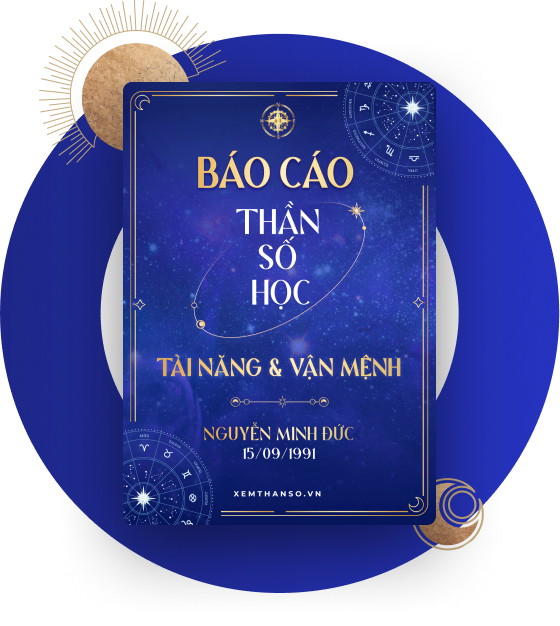 BÁO CÁO
THẦN
SỐ
HỌC
TÀI NĂNG & VẬN MỆNH
NGUYỄN MINH ĐỨC
15/09/1991
XEMTHANSO.VN